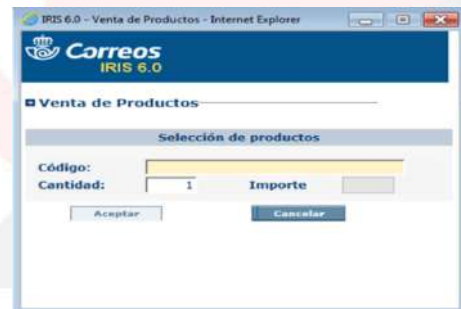 IRIS 6.0 - Venta de Productos - Internet Explorer
Correos
IRIS 6.0
Venta de Productos
Selección de productos
Código:
Cantidad: 1 Importe
Aceptar Cancelar